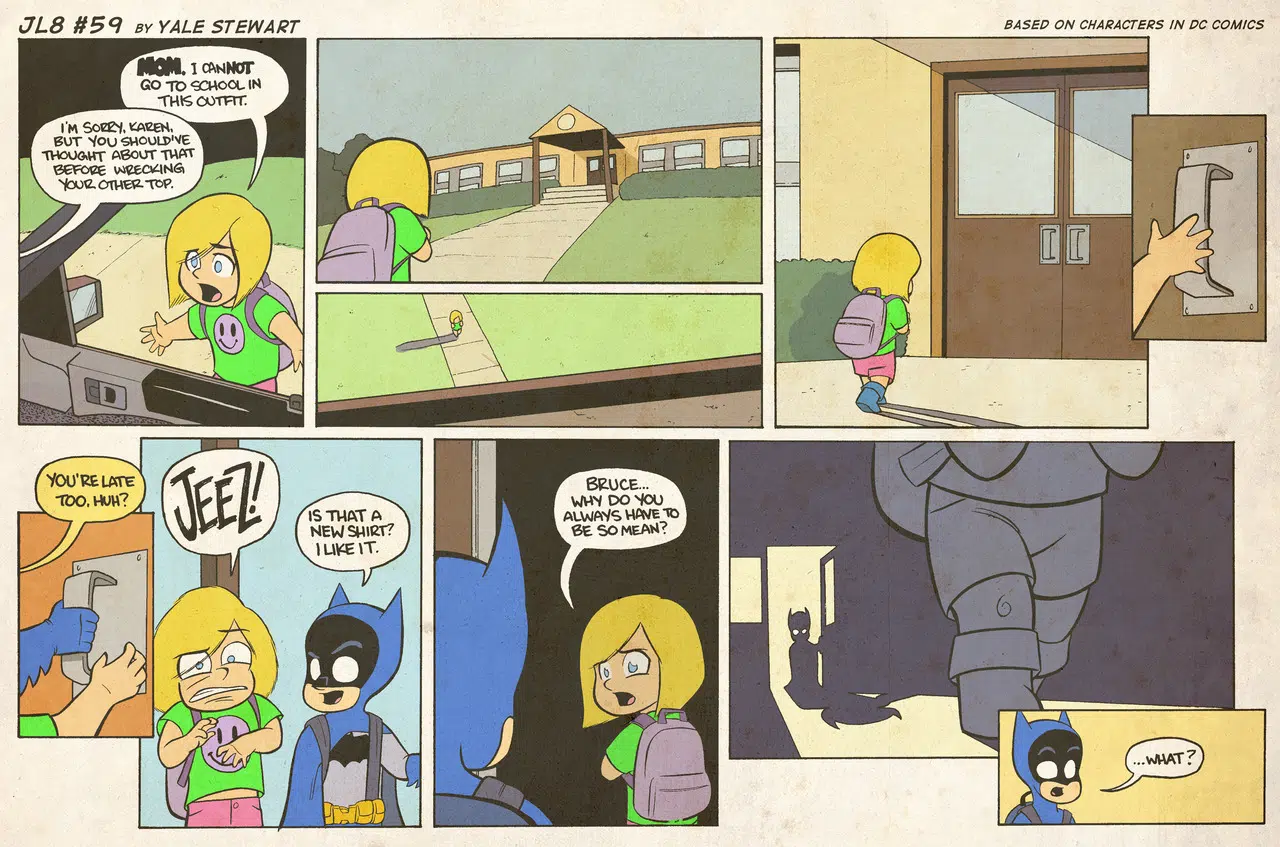 JL8 #59 BY YALE STEWART
BASED ON CHARACTERS IN DC COMICS
MOM. I CANNOT
GO TO SCHOOL IN
THIS OUTFIT.
I'M SORRY, KAREN,
BUT YOU SHOULD'VE
THOUGHT ABOUT THAT
BEFORE WRECKING
YOUR OTHER TOP.
YOU'RE LATE
TOO, HUH?
JEEZ!
IS THAT A
NEW SHIRT?
I LIKE IT.
BRUCE...
WHY DO YOU
ALWAYS HAVE TO
BE SO MEAN?
...WHAT?